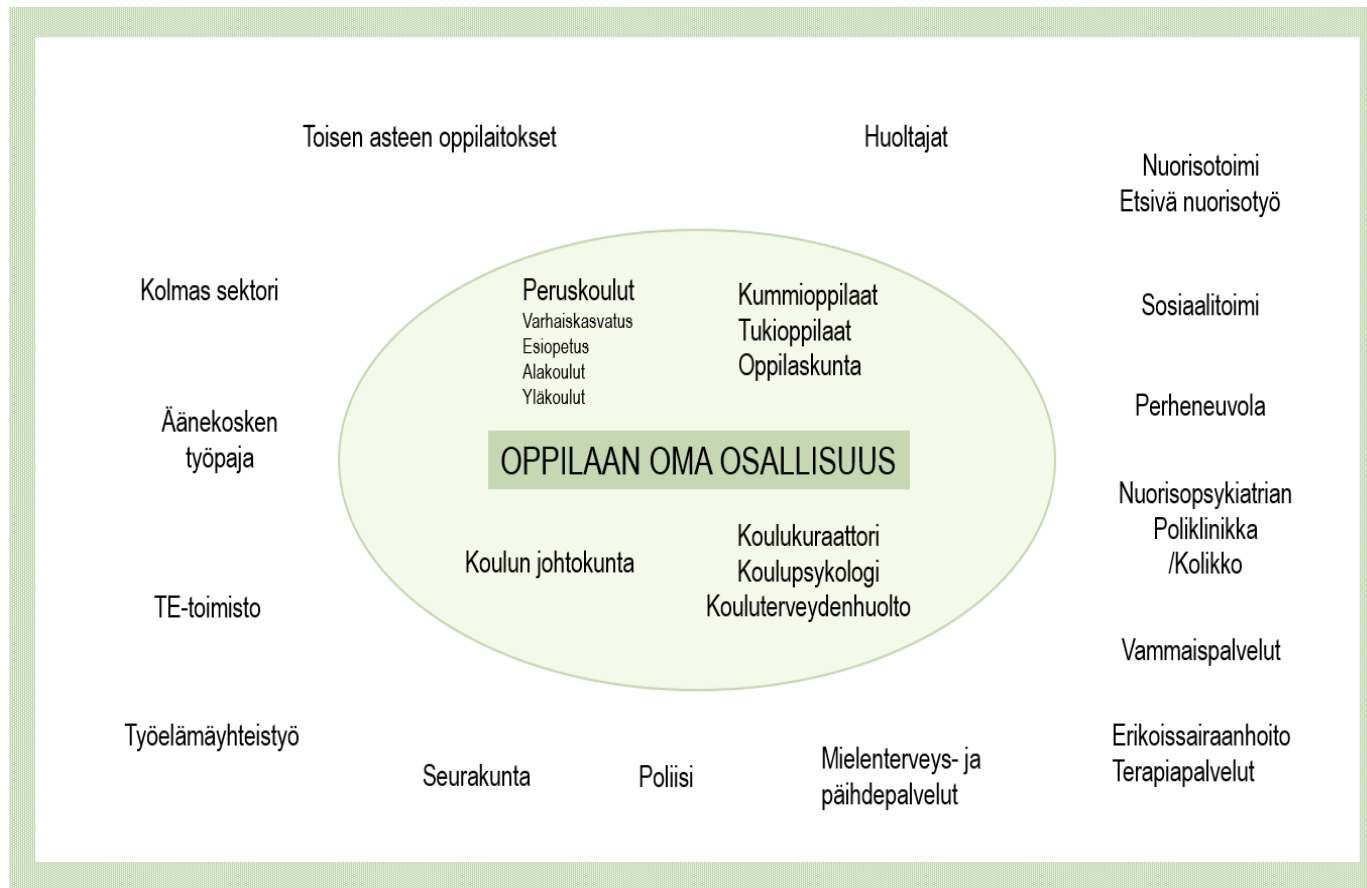 Toisen asteen oppilaitokset
Huoltajat
Nuorisotoimi
Etsivä nuorisotyö
Kolmas sektori
Peruskoulut
Varhaiskasvatus
Esiopetus
Alakoulut
Yläkoulut
Kummioppilaat
Tukioppilaat
Oppilaskunta
Sosiaalitoimi
Äänekosken
työpaja
Perheneuvola
OPPILAAN OMA OSALLISUUS
Nuorisopsykiatrian
Poliklinikka
/Kolikko
Koulun johtokunta
Koulukuraattori
Koulupsykologi
Kouluterveydenhuolto
TE-toimisto
Vammaispalvelut
Työelämäyhteistyö
Seurakunta
Poliisi
Mielenterveys- ja
päihdepalvelut
Erikoissairaanhoito
Terapiapalvelut